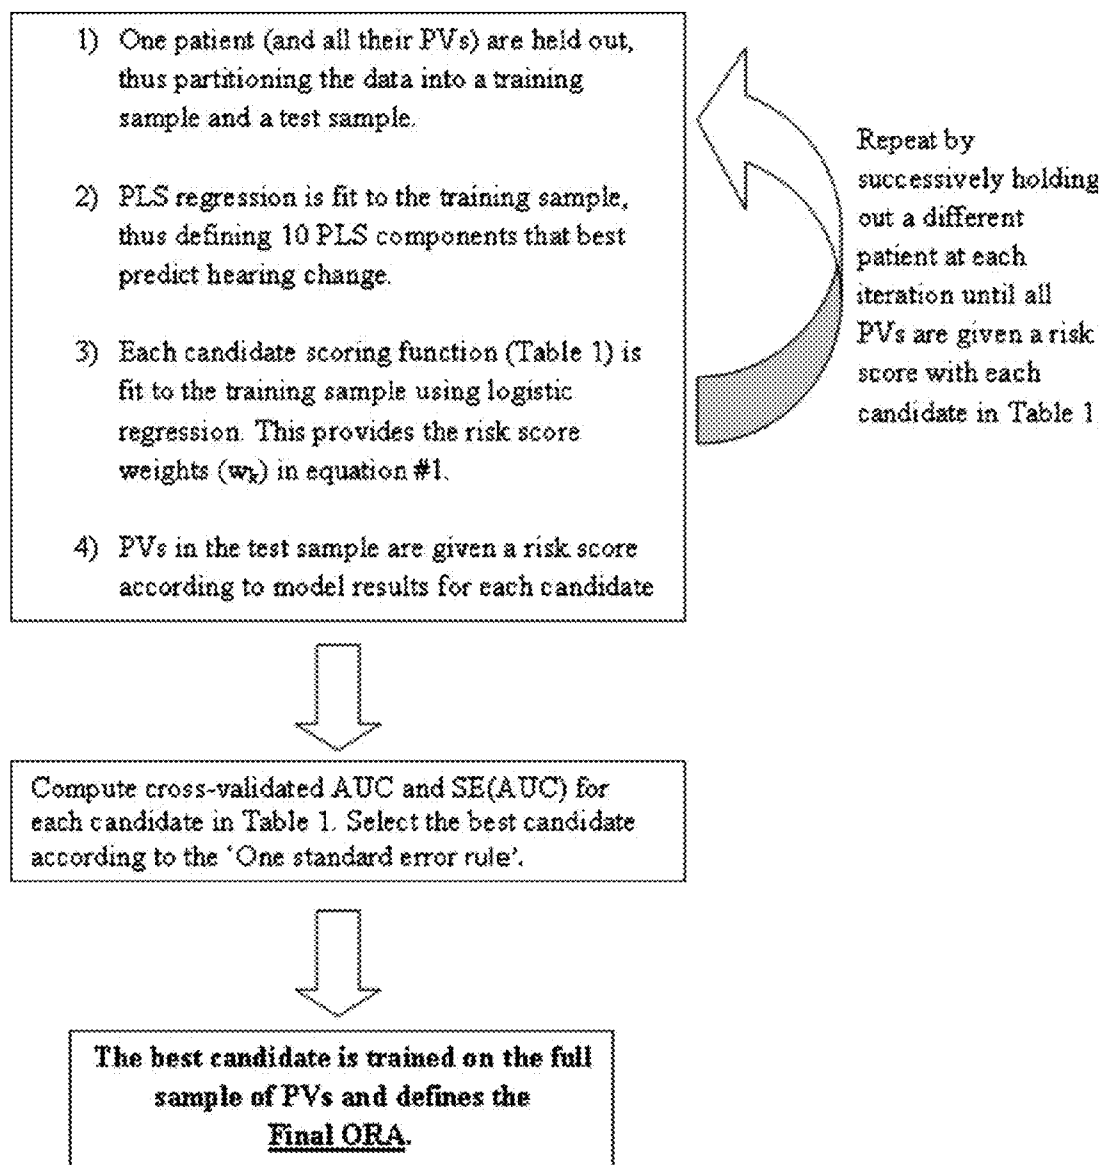 1) One patient (and all their PVs) are held out,
thus partitioning the data into a training
sample and a test sample.
2) PLS regression is fit to the training sample,
thus defining 10 PLS components that best
predict hearing change.
3) Each candidate scoring function (Table 1) is
fit to the training sample using logistic
regression. This provides the risk score
weights (wk) in equation #1.
4) PVs in the test sample are given a risk score
according to model results for each candidate
Repeat by
successively holding
out a different
patient at each
iteration until all
PVs are given a risk
score with each
candidate in Table 1
Compute cross-validated AUC and SE(AUC) for
each candidate in Table 1. Select the best candidate
according to the ‘One standard error rule’.
The best candidate is trained on the full
sample of PVs and defines the
Final ORA.